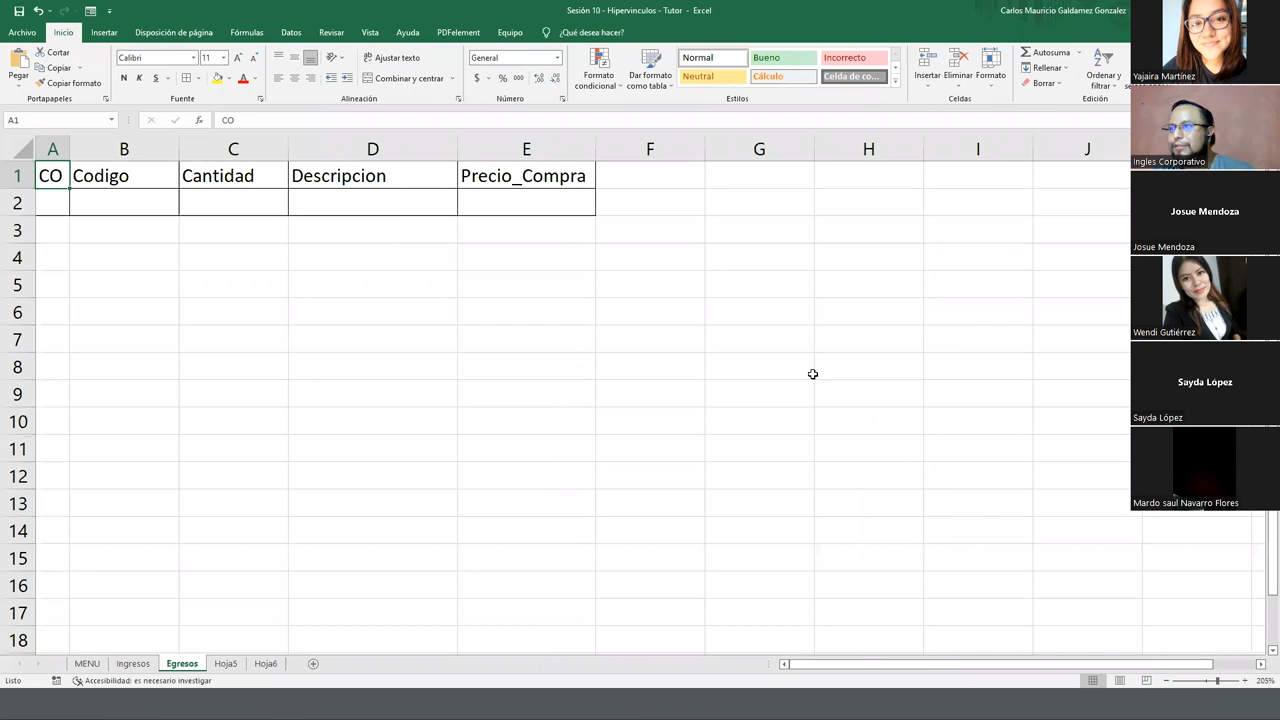 Sesión 10 - Hipervinculos - Tutor - Excel
Carlos Mauricio Galdamez Gonzalez
Archivo Inicio Insertar Disposición de página Fórmulas Datos Revisar Vista Ayuda PDFelement Equipo ¿Qué desea hacer?
Pegar
Cortar
Copiar
Copiar formato
Portapapeles
Calibri 11
N K S
Fuente
Ajustar texto
Combinar y centrar
Alineación
General
$ % 000
Número
Formato condicional
Dar formato como tabla
Normal Bueno Incorrecto
Neutral Cálculo Celda de co...
Estilos
Insertar Eliminar Formato
Celdas
Autosuma
Rellenar
Borrar
Ordenar y filtrar
Edición
A1 fx CO
A B C D E F G H I J
1 CO Codigo Cantidad Descripcion Precio_Compra
2
3
4
5
6
7
8
9
10
11
12
13
14
15
16
17
18
Yajaira Martínez
Ingles Corporativo
Josue Mendoza
Josue Mendoza
Wendi Gutiérrez
Sayda López
Sayda López
Mardo saul Navarro Flores
MENU Ingresos Egresos Hoja5 Hoja6
Listo Accesibilidad: es necesario investigar 205%